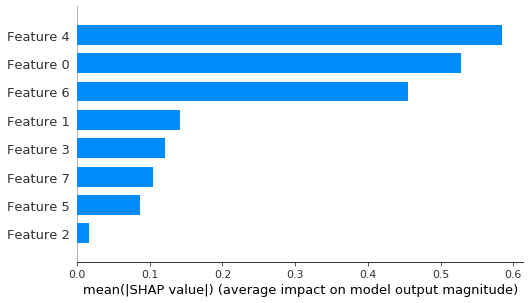 Feature 4
Feature 0
Feature 6
Feature 1
Feature 3
Feature 7
Feature 5
Feature 2
0.0 0.1 0.2 0.3 0.4 0.5 0.6
mean(|SHAP value|) (average impact on model output magnitude)